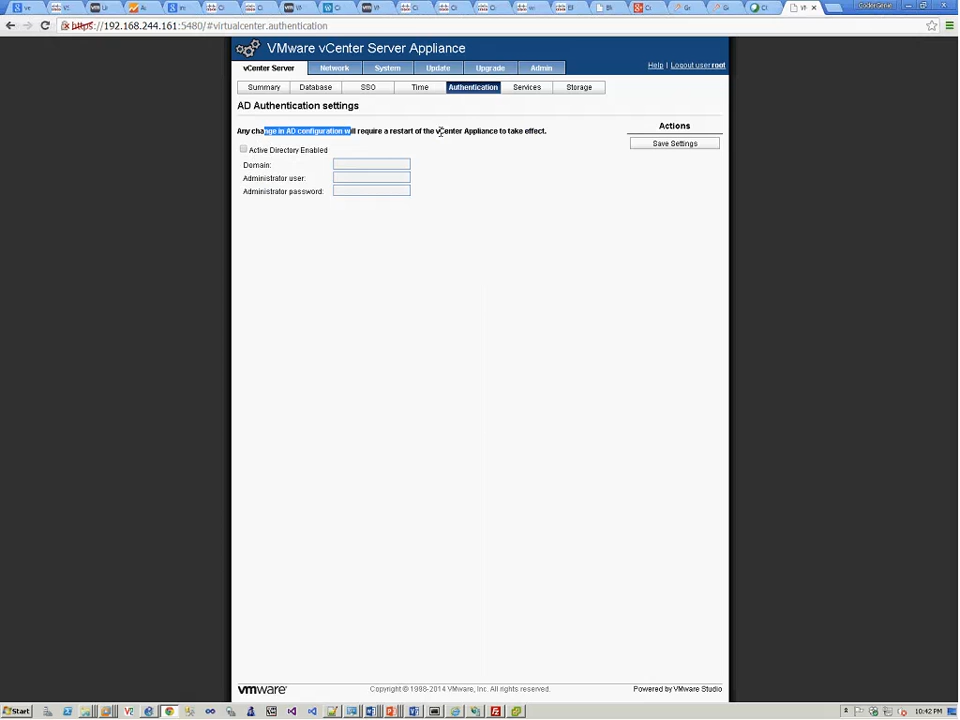 CoderGenie
https://192.168.244.161:5480/#virtualcenter.authentication
VMware vCenter Server Appliance
vCenter Server Network System Update Upgrade Admin
Help | Logout user root
Summary Database SSO Time Authentication Services Storage
AD Authentication settings
Any change in AD configuration will require a restart of the vCenter Appliance to take effect.
Actions
Save Settings
Active Directory Enabled
Domain:
Administrator user:
Administrator password:
vmware
Copyright © 1998-2014 VMware, Inc. All rights reserved.
Powered by VMware Studio
Start
10:42 PM